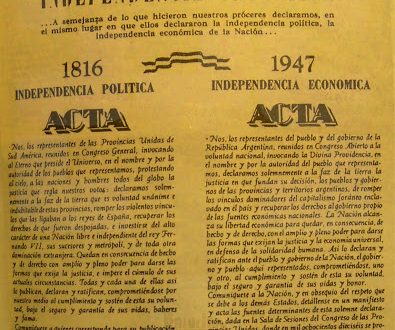 ...A semejanza de lo que hicieron nuestros próceres declaramos, en
el mismo lugar en que ellos declararon la independencia política, la
independencia económica de la Nación...
1816
INDEPENDENCIA POLITICA
ACTA
"Nos, los representantes de las Provincias Unidas de
Sud América, reunidos en Congreso General, invocando
al Eterno que preside el Universo, en el nombre y por la
autoridad de los pueblos que representamos, protestando
al cielo, a las naciones y hombres todos del globo la
justicia que regla nuestros votos: declaramos solemne-
mente a la faz de la tierra que es voluntad unánime e
indubitable de estas provincias, romper los violentos víncu-
los que las ligaban a los reyes de España, recuperar los
derechos de que fueron despojadas, e investirse del alto
carácter de una Nación libre e independiente del rey Fernan-
do VII, sus sucesores y metrópoli, y de toda otra
dominación extranjera. Quedan en consecuencia de hecho
y de derecho con amplio y pleno poder para darse las
formas que exija la justicia, e impere el cúmulo de sus
actuales circunstancias. Todas y cada una de ellas así
lo publican, declaran y ratifican, comprometiéndose por
nuestro medio al cumplimiento y sostén de esta su volun-
tad, bajo el seguro y garantía de sus vidas, haberes
y fama.
Comuníquese a quienes corresponda para su publicación
1947
INDEPENDENCIA ECONOMICA
ACTA
"Nos, los representantes del pueblo y del gobierno de la
República Argentina, reunidos en Congreso Abierto a la
voluntad nacional, invocando la Divina Providencia, en
el nombre y por la autoridad del pueblo que representa-
mos, declaramos solemnemente a la faz de la tierra la
justicia en que fundan su decisión, los pueblos y gobier-
nos de las provincias y territorios argentinos, de romper
los vínculos dominadores del capitalismo foráneo encla-
vado en el país y recuperar los derechos al gobierno propio
de las fuentes económicas nacionales. La Nación alcan-
za su libertad económica para quedar, en consecuencia, de
hecho y de derecho, con el amplio y pleno poder para darse
las formas que exijan la justicia y la economía universal,
en defensa de la solidaridad humana. Así lo declaran y
ratifican ante el pueblo y gobierno de la Nación, el gobierno
y pueblo aquí representados, comprometiéndose, uno
y otro, al cumplimiento y sostén de esta su voluntad,
bajo el seguro y garantía de sus vidas y honor.
Comuníquese a la Nación, y en obsequio del respeto que
se debe a los demás Estados, detállense en un manifiesto
y acta las fuentes determinantes de esta solemne declara-
ción, dada en la Sala de Sesiones del Congreso de las Pro-
vincias Unidas, donde en mil ochocientos dieciséis se pro-